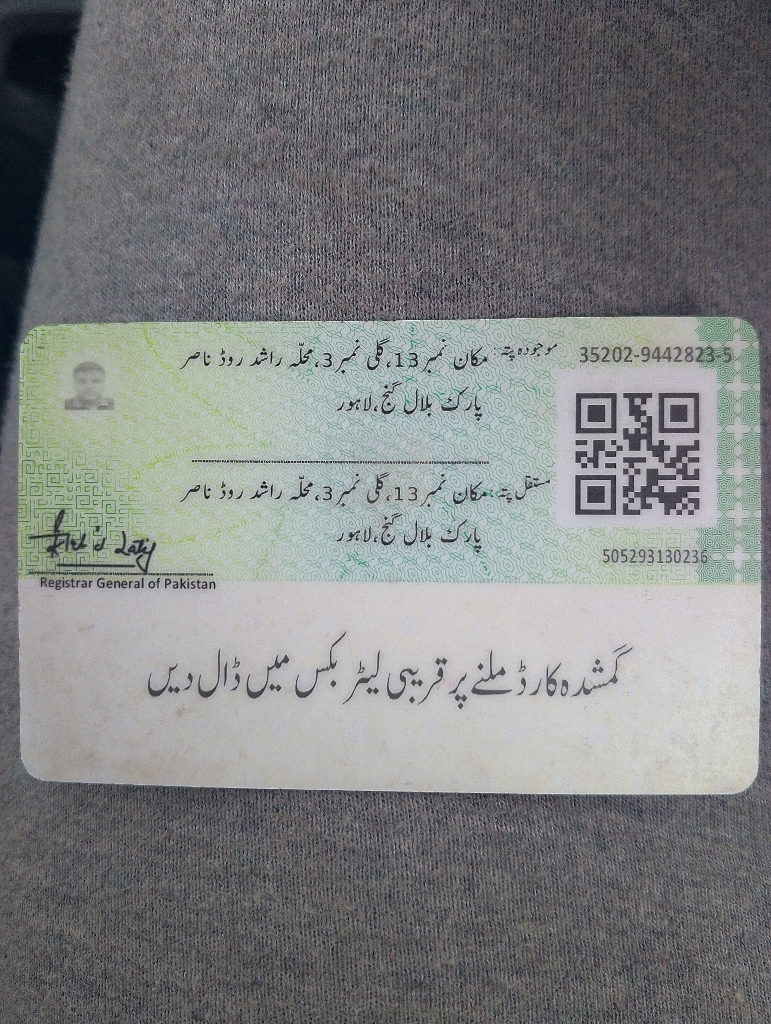 موجودہ پتہ: مکان نمبر 13، گلی نمبر 3، محلّہ راشد روڈ ناصر
پارک بلال گنج، لاہور
35202-9442823-5
مستقل پتہ: مکان نمبر 13، گلی نمبر 3، محلّہ راشد روڈ ناصر
پارک بلال گنج، لاہور
505293130236
Registrar General of Pakistan
گمشدہ کارڈ ملنے پر قریبی لیٹر بکس میں ڈال دیں